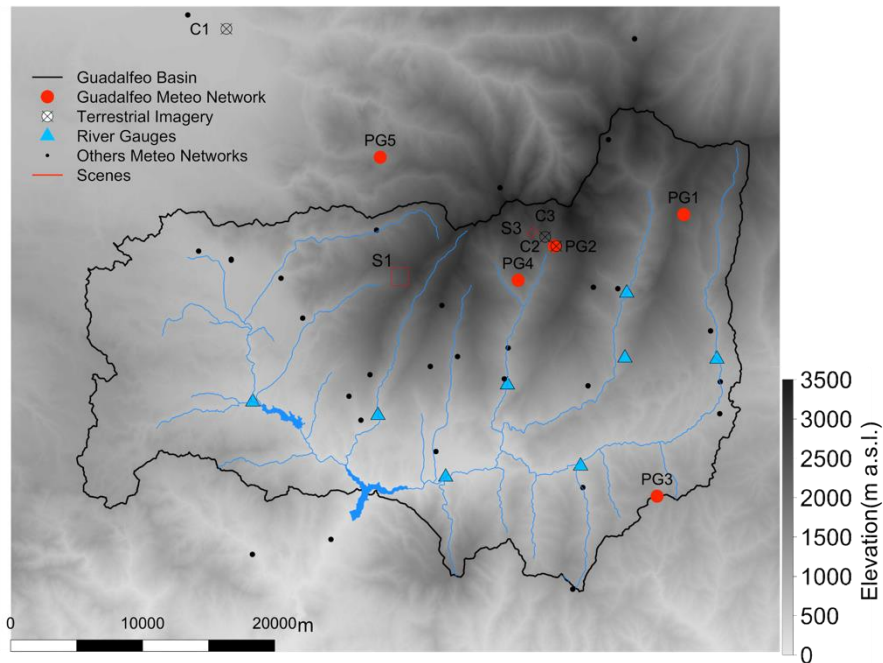 C1
Guadalfeo Basin
Guadalfeo Meteo Network
Terrestrial Imagery
River Gauges
Others Meteo Networks
Scenes
PG5
PG1
C3
S3
C2 PG2
S1
PG4
PG3
3500
3000
2500
2000
1500
1000
500
0
Elevation(m a.s.l.)
0 10000 20000m